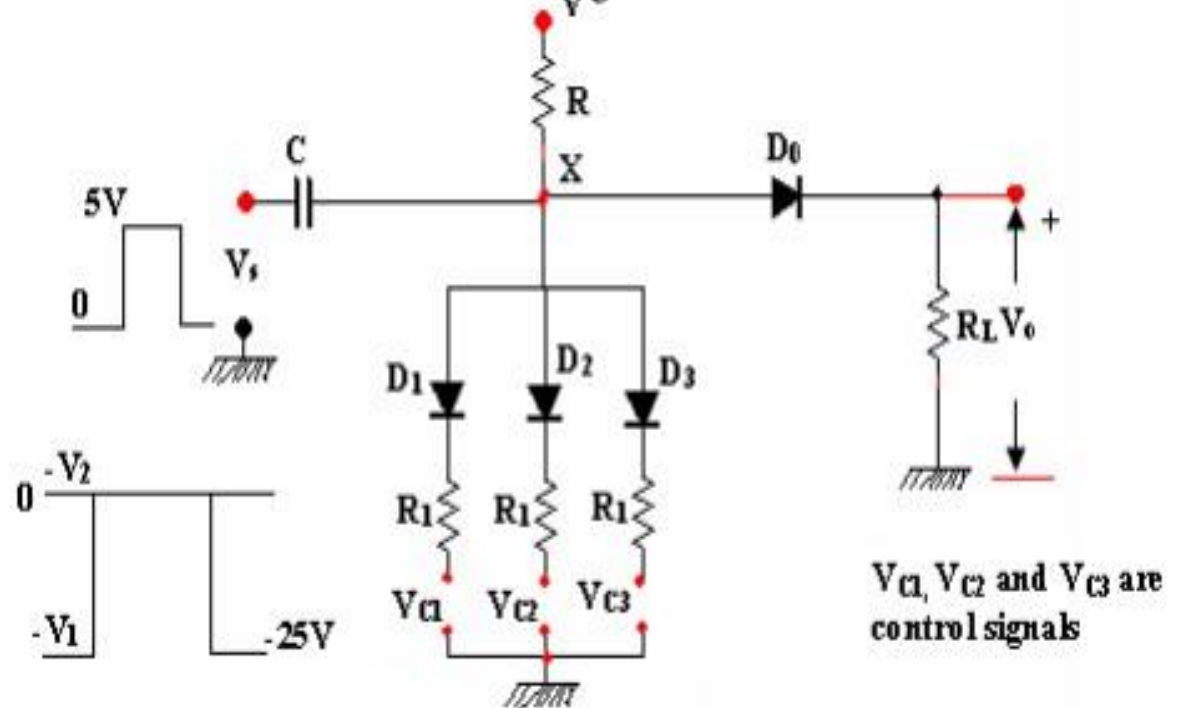 R
C
X
D0
5V
Vs
0
+
RL Vo
D1
D2
D3
-V2
0
R1
R1
R1
VC1
VC2
VC3
-V1
-25V
VC1, VC2 and VC3 are
control signals